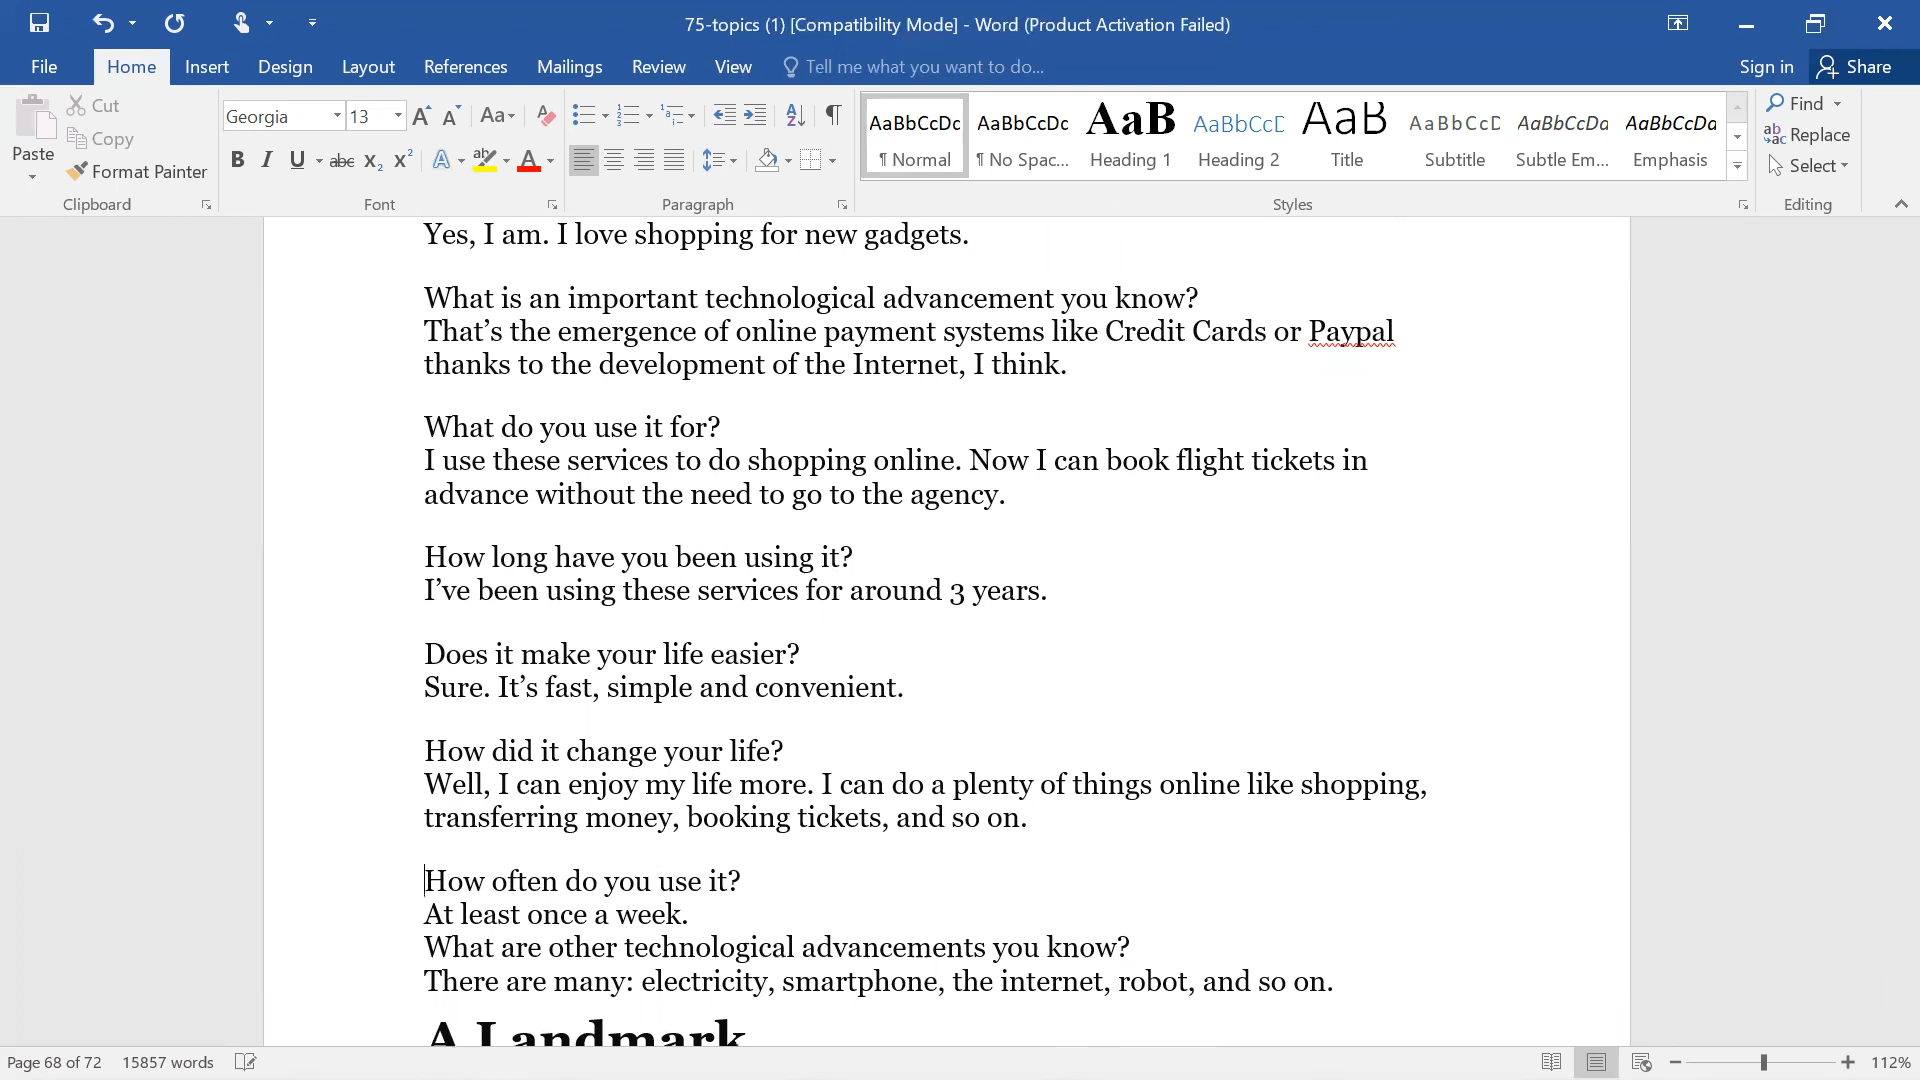 75-topics (1) [Compatibility Mode] - Word (Product Activation Failed)
File Home Insert Design Layout References Mailings Review View Tell me what you want to do... Sign in Share
Cut
Copy
Paste
Format Painter
Clipboard
Georgia 13
Font
Paragraph
AaBbCcDc AaBbCcDc AaB AaBbCcD AaB AaBbCcD AaBbCcDa AaBbCcDa
¶ Normal ¶ No Spac... Heading 1 Heading 2 Title Subtitle Subtle Em... Emphasis
Styles
Find
Replace
Select
Editing
Yes, I am. I love shopping for new gadgets.
What is an important technological advancement you know?
That’s the emergence of online payment systems like Credit Cards or Paypal
thanks to the development of the Internet, I think.
What do you use it for?
I use these services to do shopping online. Now I can book flight tickets in
advance without the need to go to the agency.
How long have you been using it?
I’ve been using these services for around 3 years.
Does it make your life easier?
Sure. It’s fast, simple and convenient.
How did it change your life?
Well, I can enjoy my life more. I can do a plenty of things online like shopping,
transferring money, booking tickets, and so on.
How often do you use it?
At least once a week.
What are other technological advancements you know?
There are many: electricity, smartphone, the internet, robot, and so on.
A Landmark
Page 68 of 72 15857 words 112%